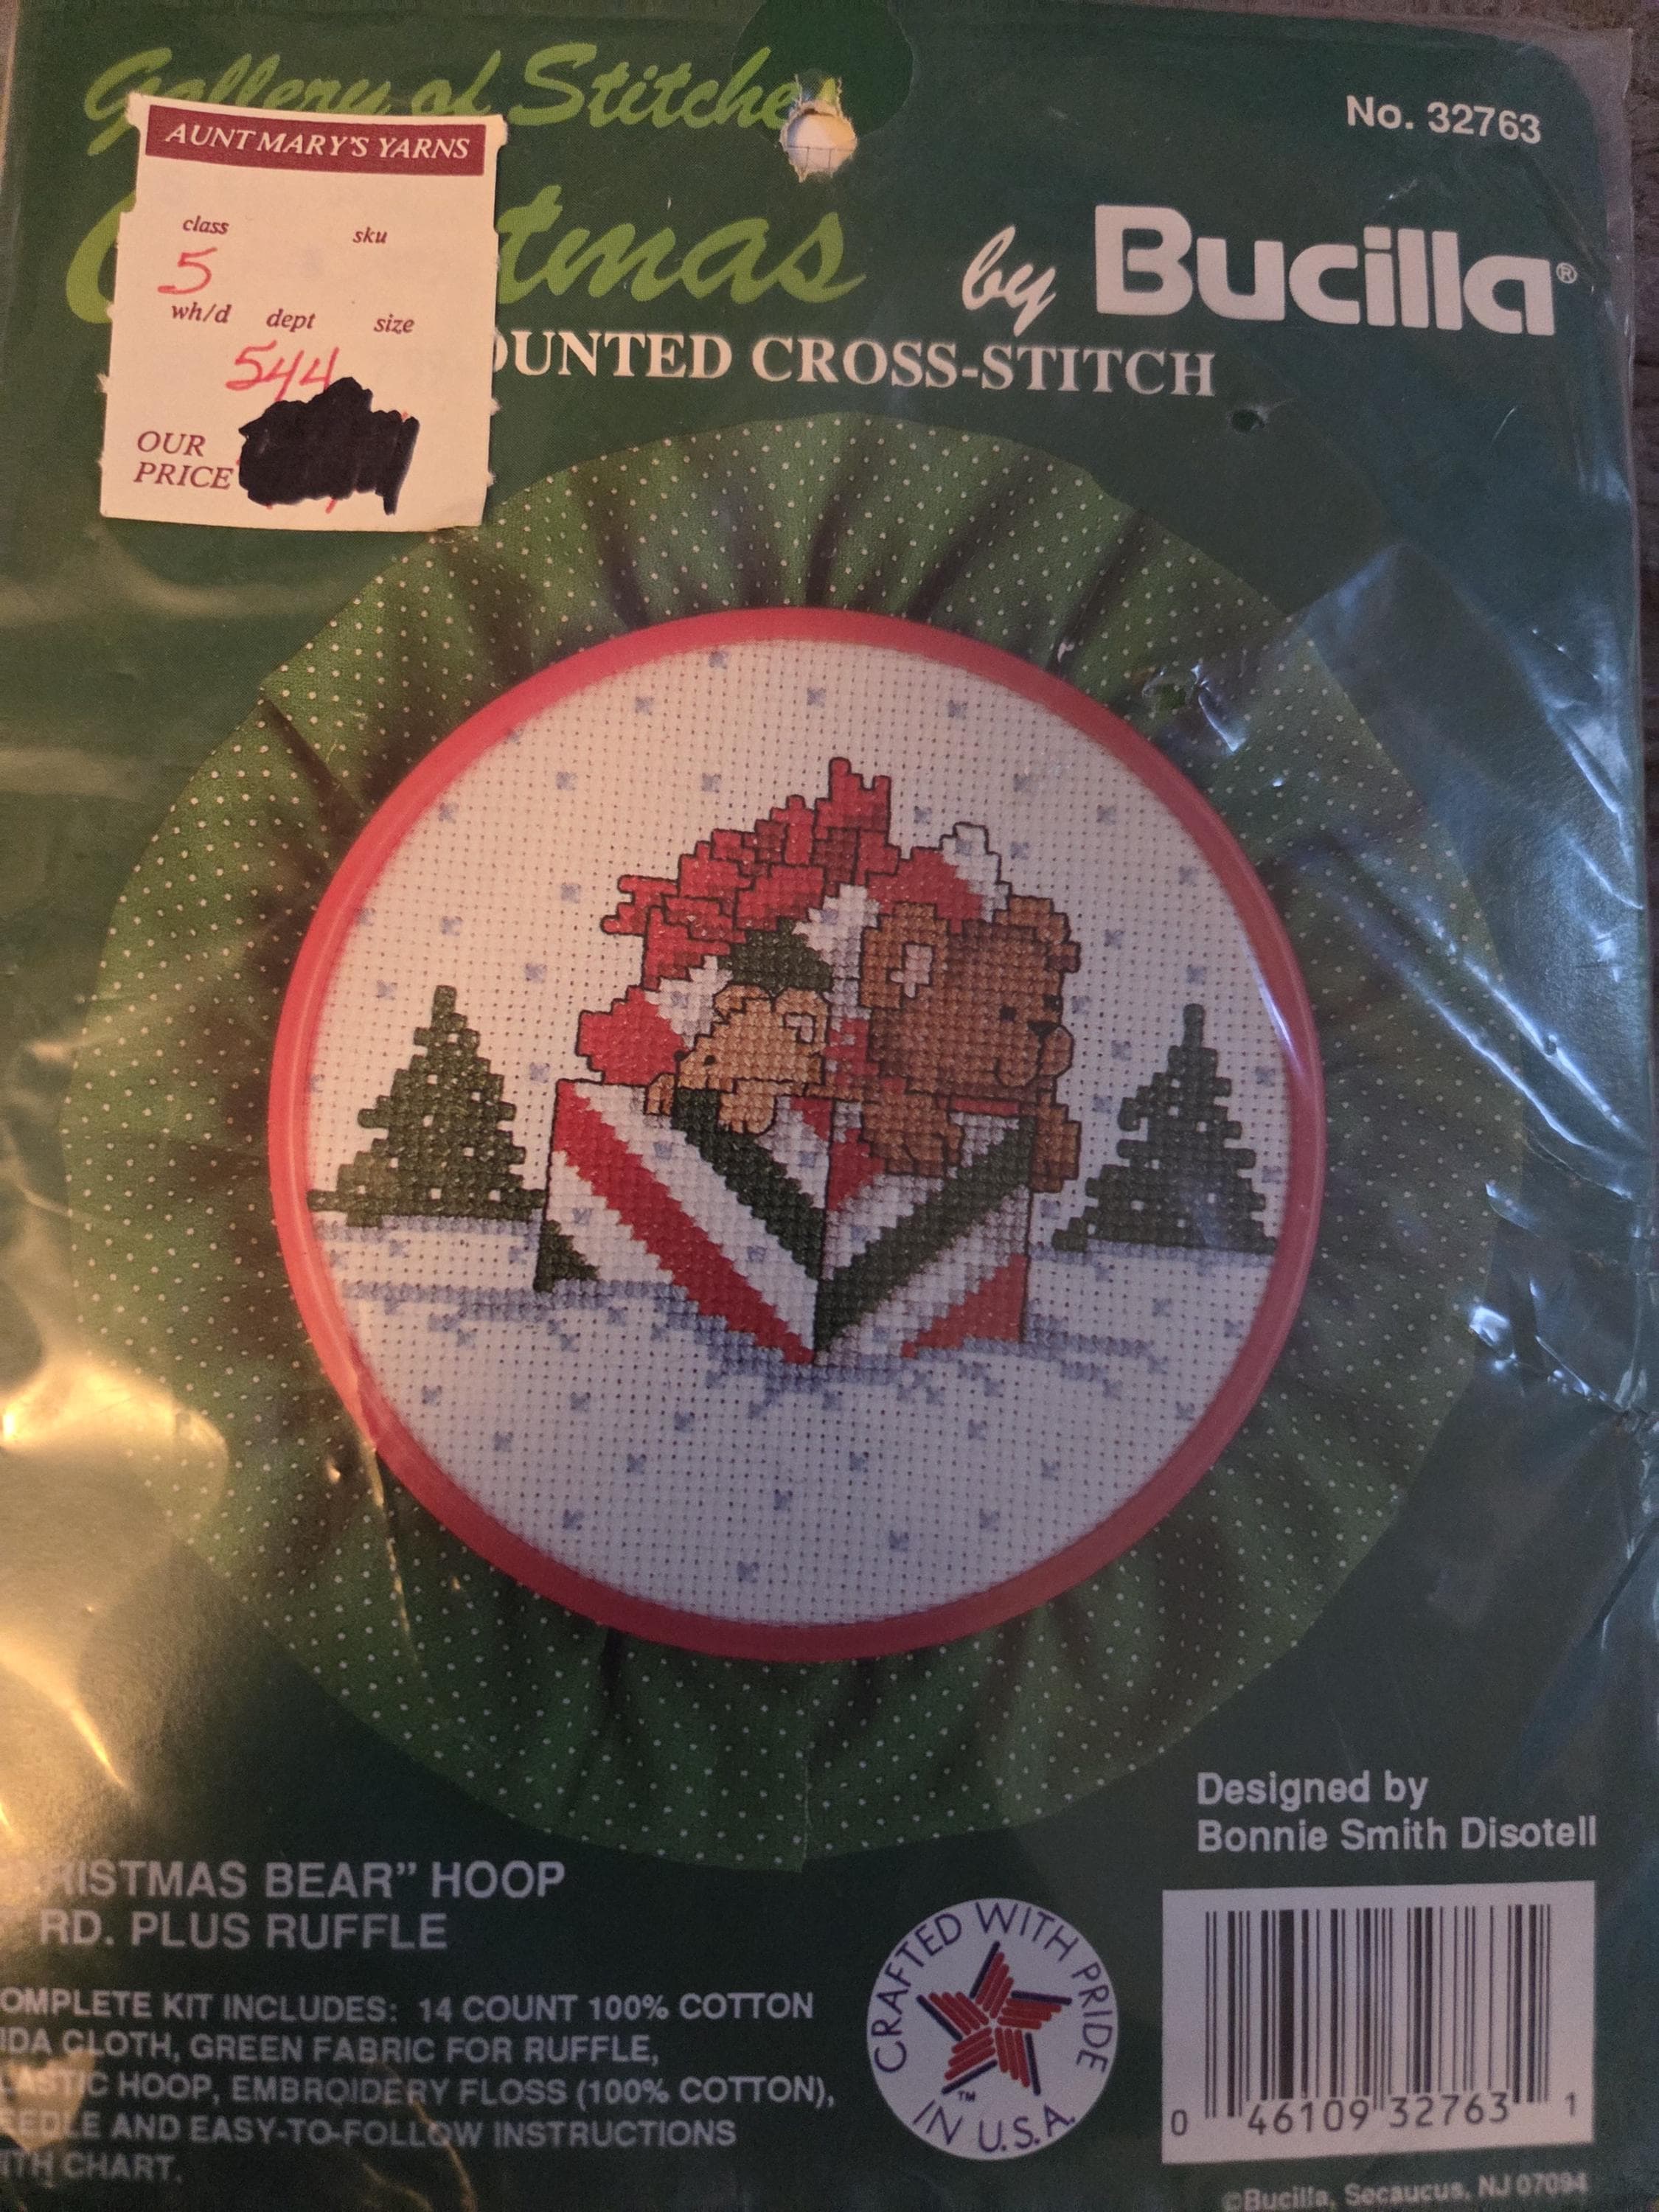 Gallery of Stitches
No. 32763
AUNT MARY'S YARNS
class sku
5
wh/d dept size
544
OUR
PRICE
tmas by Bucilla®
OUNTED CROSS-STITCH
Designed by
Bonnie Smith Disotell
RISTMAS BEAR” HOOP
RD. PLUS RUFFLE
OMPLETE KIT INCLUDES: 14 COUNT 100% COTTON
IDA CLOTH, GREEN FABRIC FOR RUFFLE,
LASTIC HOOP, EMBROIDERY FLOSS (100% COTTON),
EEDLE AND EASY-TO-FOLLOW INSTRUCTIONS
ITH CHART.
CRAFTED WITH PRIDE
IN U.S.A.
TM
0 46109 32763 1
©Bucilla, Secaucus, NJ 07094